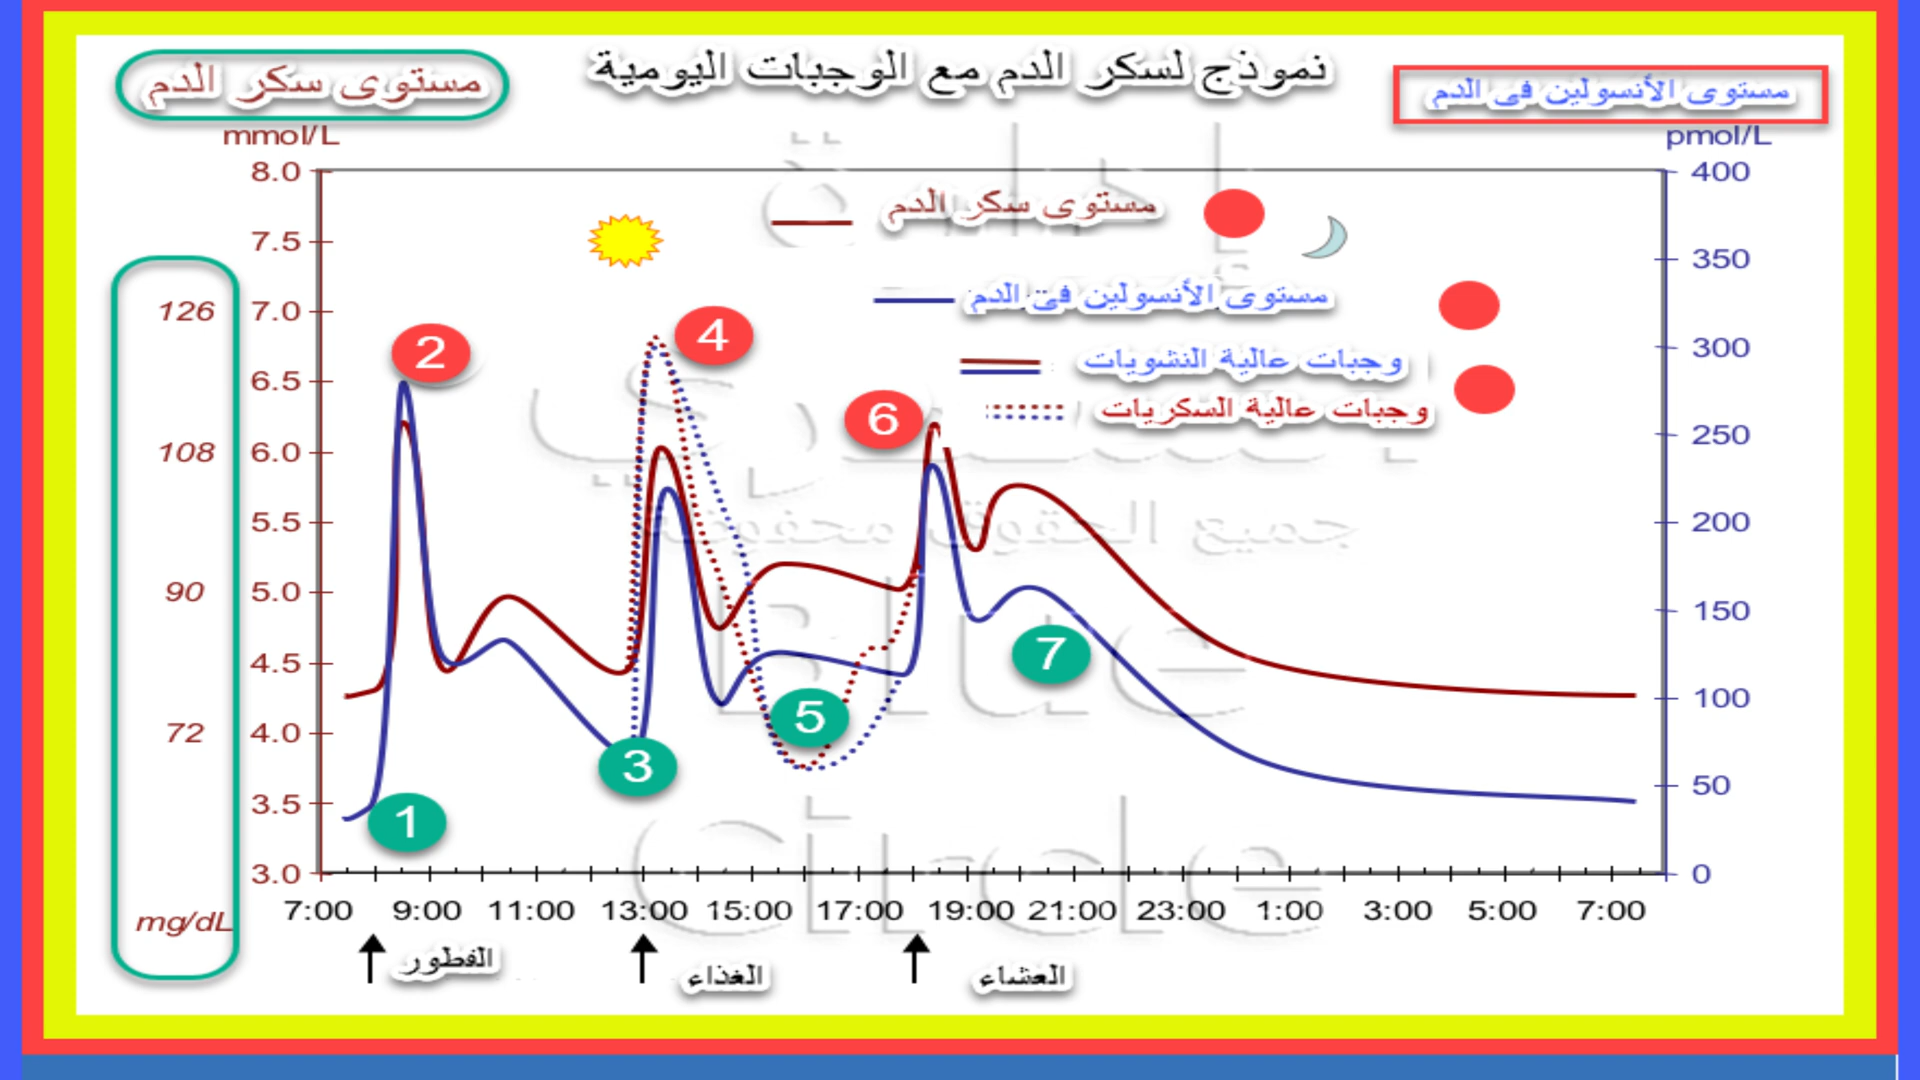 نموذج لسكر الدم مع الوجبات اليومية
مستوى سكر الدم
مستوى الأنسولين فى الدم
mmol/L
pmol/L
8.0
7.5
7.0
6.5
6.0
5.5
5.0
4.5
4.0
3.5
3.0
126
108
90
72
mg/dL
400
350
300
250
200
150
100
50
0
مستوى سكر الدم
مستوى الأنسولين فى الدم
وجبات عالية النشويات
وجبات عالية السكريات
1
2
3
4
5
6
7
جميع الحقوق محفوظة
Blue
Circle
7:00 9:00 11:00 13:00 15:00 17:00 19:00 21:00 23:00 1:00 3:00 5:00 7:00
الفطور
الغذاء
العشاء